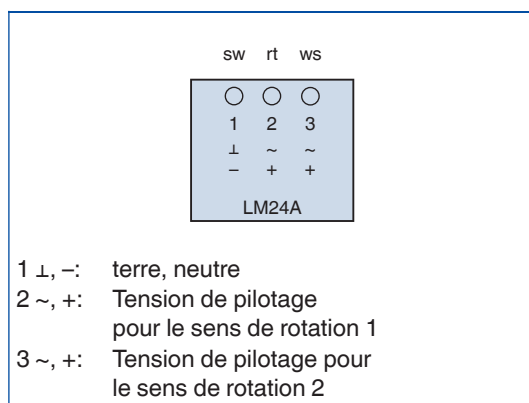 sw rt ws
1 2 3
⊥ ~ ~
– + +
LM24A
1 ⊥, –: terre, neutre
2 ~, +: Tension de pilotage
pour le sens de rotation 1
3 ~, +: Tension de pilotage pour
le sens de rotation 2